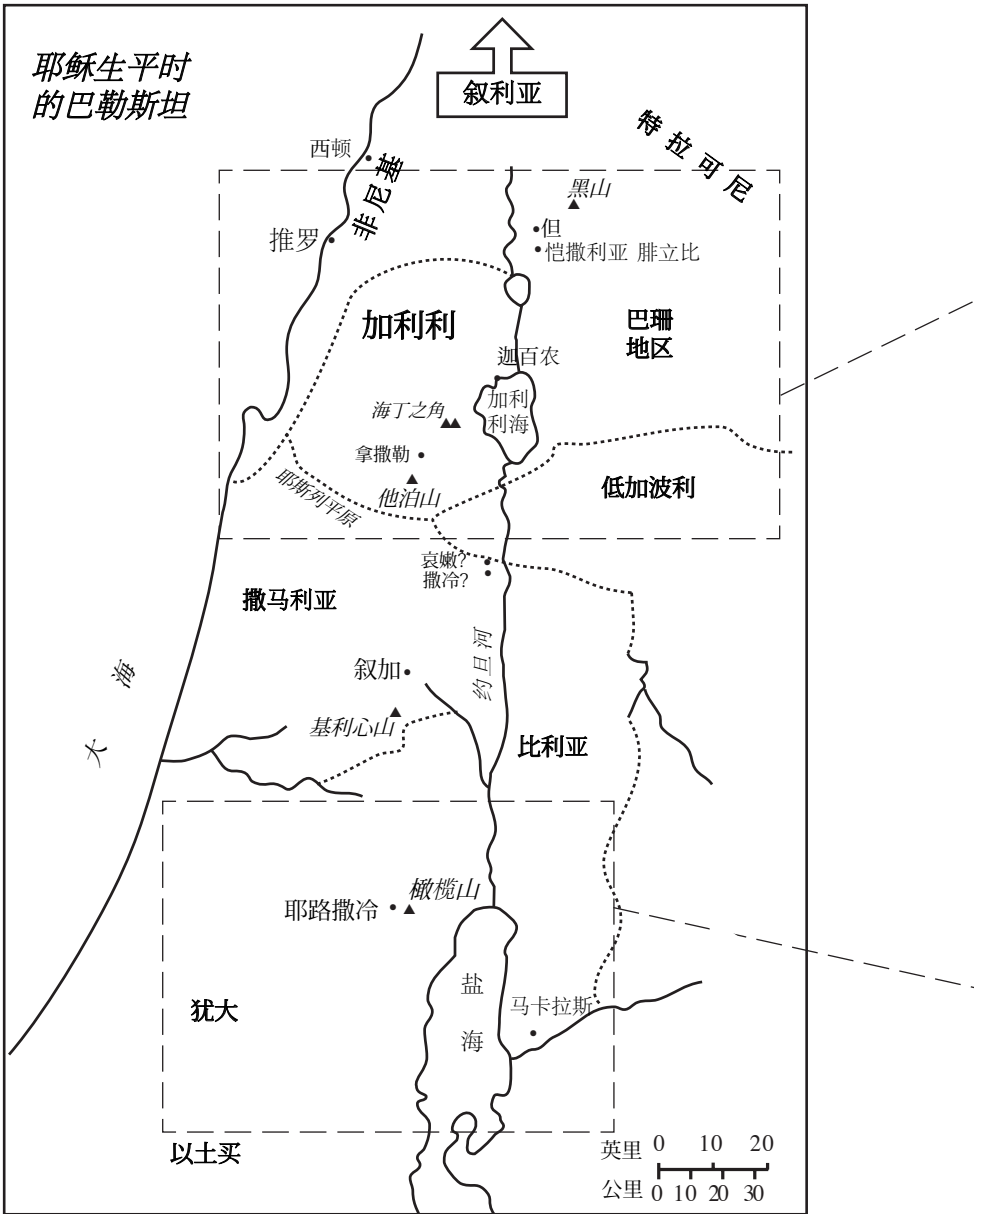 耶稣生平时
的巴勒斯坦
叙利亚
特拉可尼
西顿
非尼基
黑山
推罗
但
恺撒利亚 腓立比
加利利
巴珊
地区
迦百农
加利
利海
海丁之角
拿撒勒
他泊山
耶斯列平原
低加波利
哀嫩?
撒冷?
撒马利亚
约旦河
大海
叙加
基利心山
比利亚
橄榄山
耶路撒冷
盐海
犹大
马卡拉斯
以土买
英里 0 10 20
公里 0 10 20 30